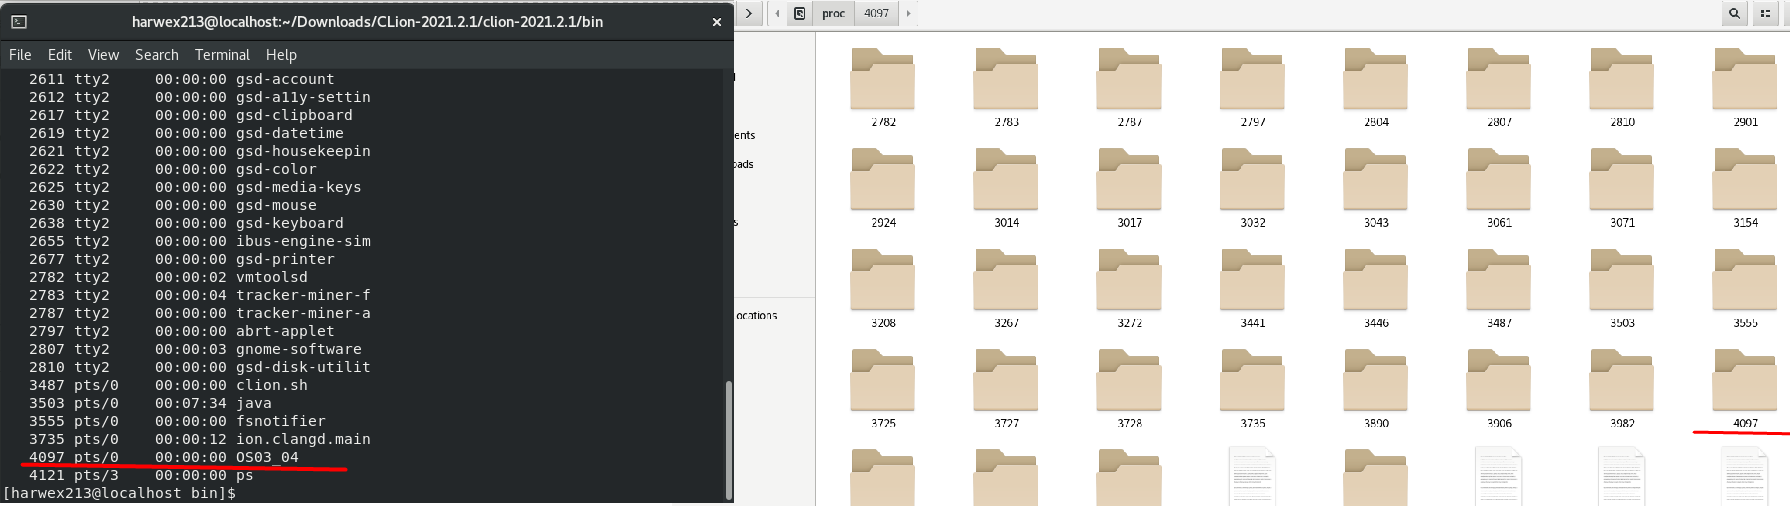 harwex213@localhost:~/Downloads/CLion-2021.2.1/clion-2021.2.1/bin
File Edit View Search Terminal Help
2611 tty2 00:00:00 gsd-account
2612 tty2 00:00:00 gsd-a11y-settin
2617 tty2 00:00:00 gsd-clipboard
2619 tty2 00:00:00 gsd-datetime
2621 tty2 00:00:00 gsd-housekeepin
2622 tty2 00:00:00 gsd-color
2625 tty2 00:00:00 gsd-media-keys
2630 tty2 00:00:00 gsd-mouse
2638 tty2 00:00:00 gsd-keyboard
2655 tty2 00:00:00 ibus-engine-sim
2677 tty2 00:00:00 gsd-printer
2782 tty2 00:00:02 vmtoolsd
2783 tty2 00:00:04 tracker-miner-f
2787 tty2 00:00:00 tracker-miner-a
2797 tty2 00:00:00 abrt-applet
2807 tty2 00:00:03 gnome-software
2810 tty2 00:00:00 gsd-disk-utilit
3487 pts/0 00:00:00 clion.sh
3503 pts/0 00:07:34 java
3555 pts/0 00:00:00 fsnotifier
3735 pts/0 00:00:12 ion.clangd.main
4097 pts/0 00:00:00 OS03_04
4121 pts/3 00:00:00 ps
[harwex213@localhost bin]$
proc 4097
ents
oads
s
ocations
2782 2783 2787 2797 2804 2807 2810 2901
2924 3014 3017 3032 3043 3061 3071 3154
3208 3267 3272 3441 3446 3487 3503 3555
3725 3727 3728 3735 3890 3906 3982 4097